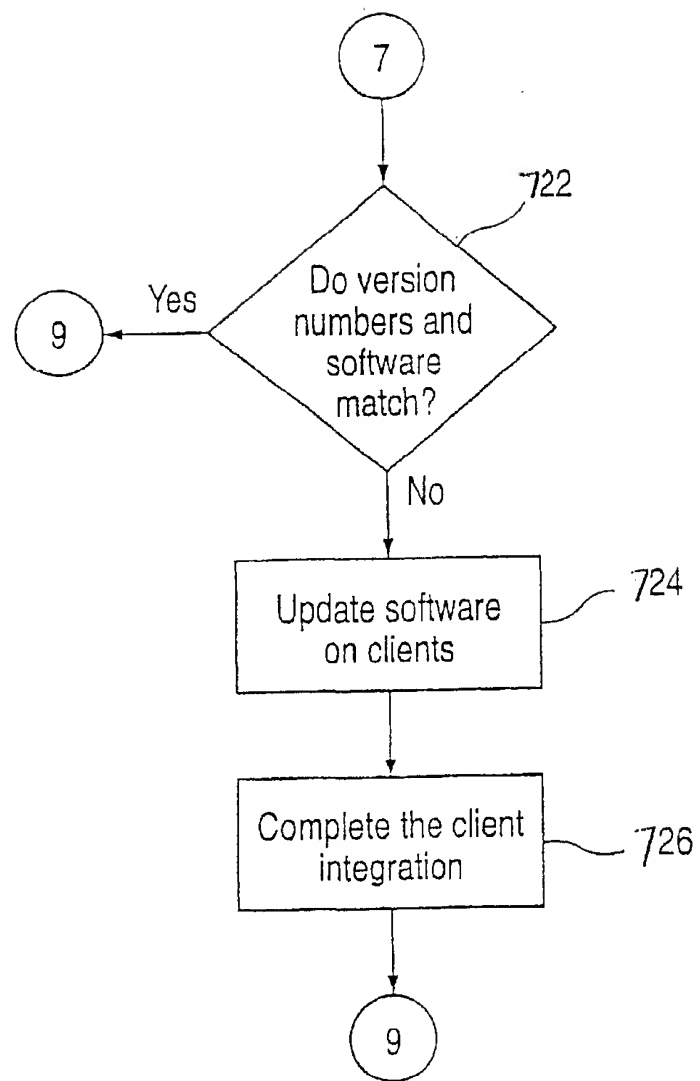 7
722
Do version
numbers and
software
match?
Yes
9
No
Update software
on clients
724
Complete the client
integration
726
9